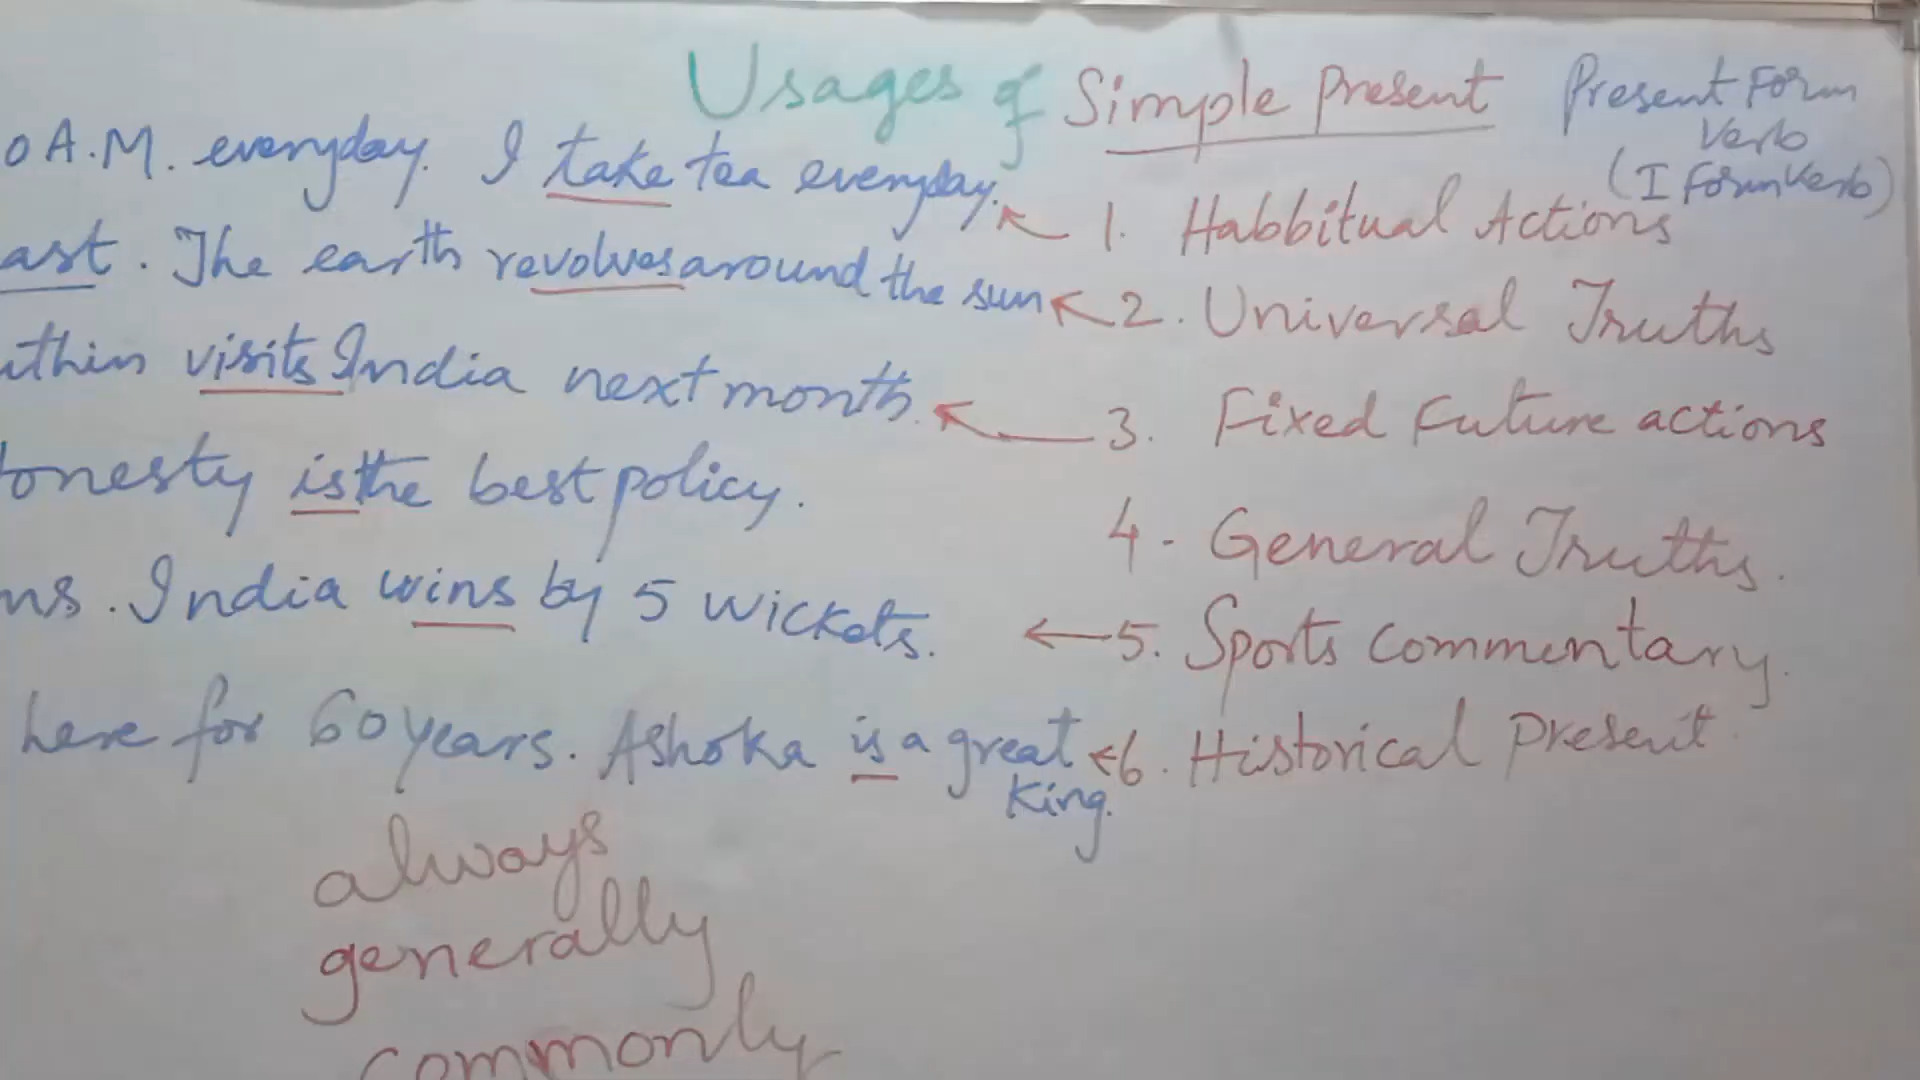 Usages of Simple Present Present Form
Verb
(I Form Verb)
A.M. everyday. I take tea everyday. 1. Habbitual Actions
The earth revolves around the sun 2. Universal Truths
visits India next month. 3. Fixed Future actions
is the best policy. 4. General Truths.
India wins by 5 wickets. 5. Sports Commentary.
here for 60 years. Ashoka is a great 6. Historical Present
King.
always
generally
commonly